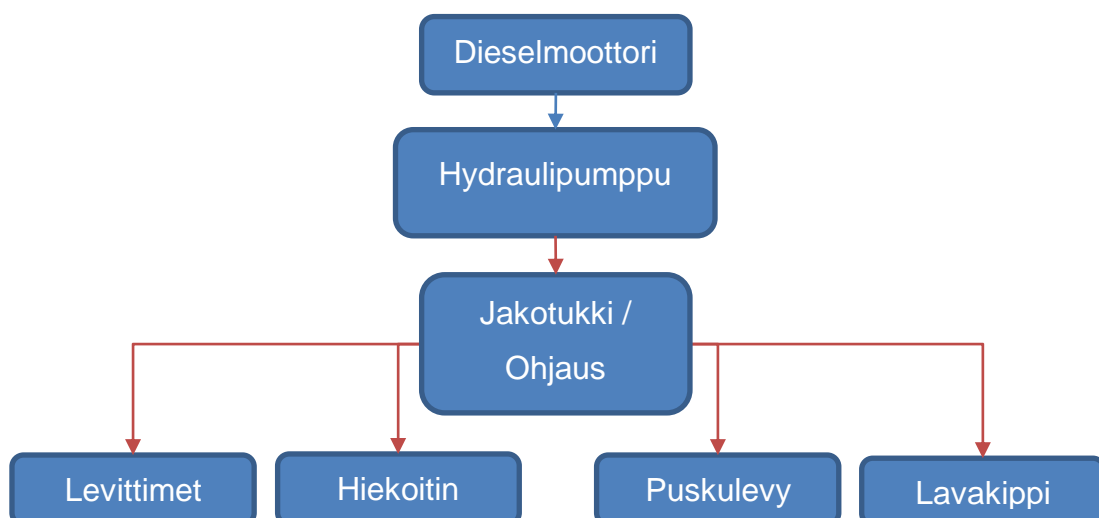 Dieselmoottori
Hydraulipumppu
Jakotukki /
Ohjaus
Levittimet
Hiekoitin
Puskulevy
Lavakippi